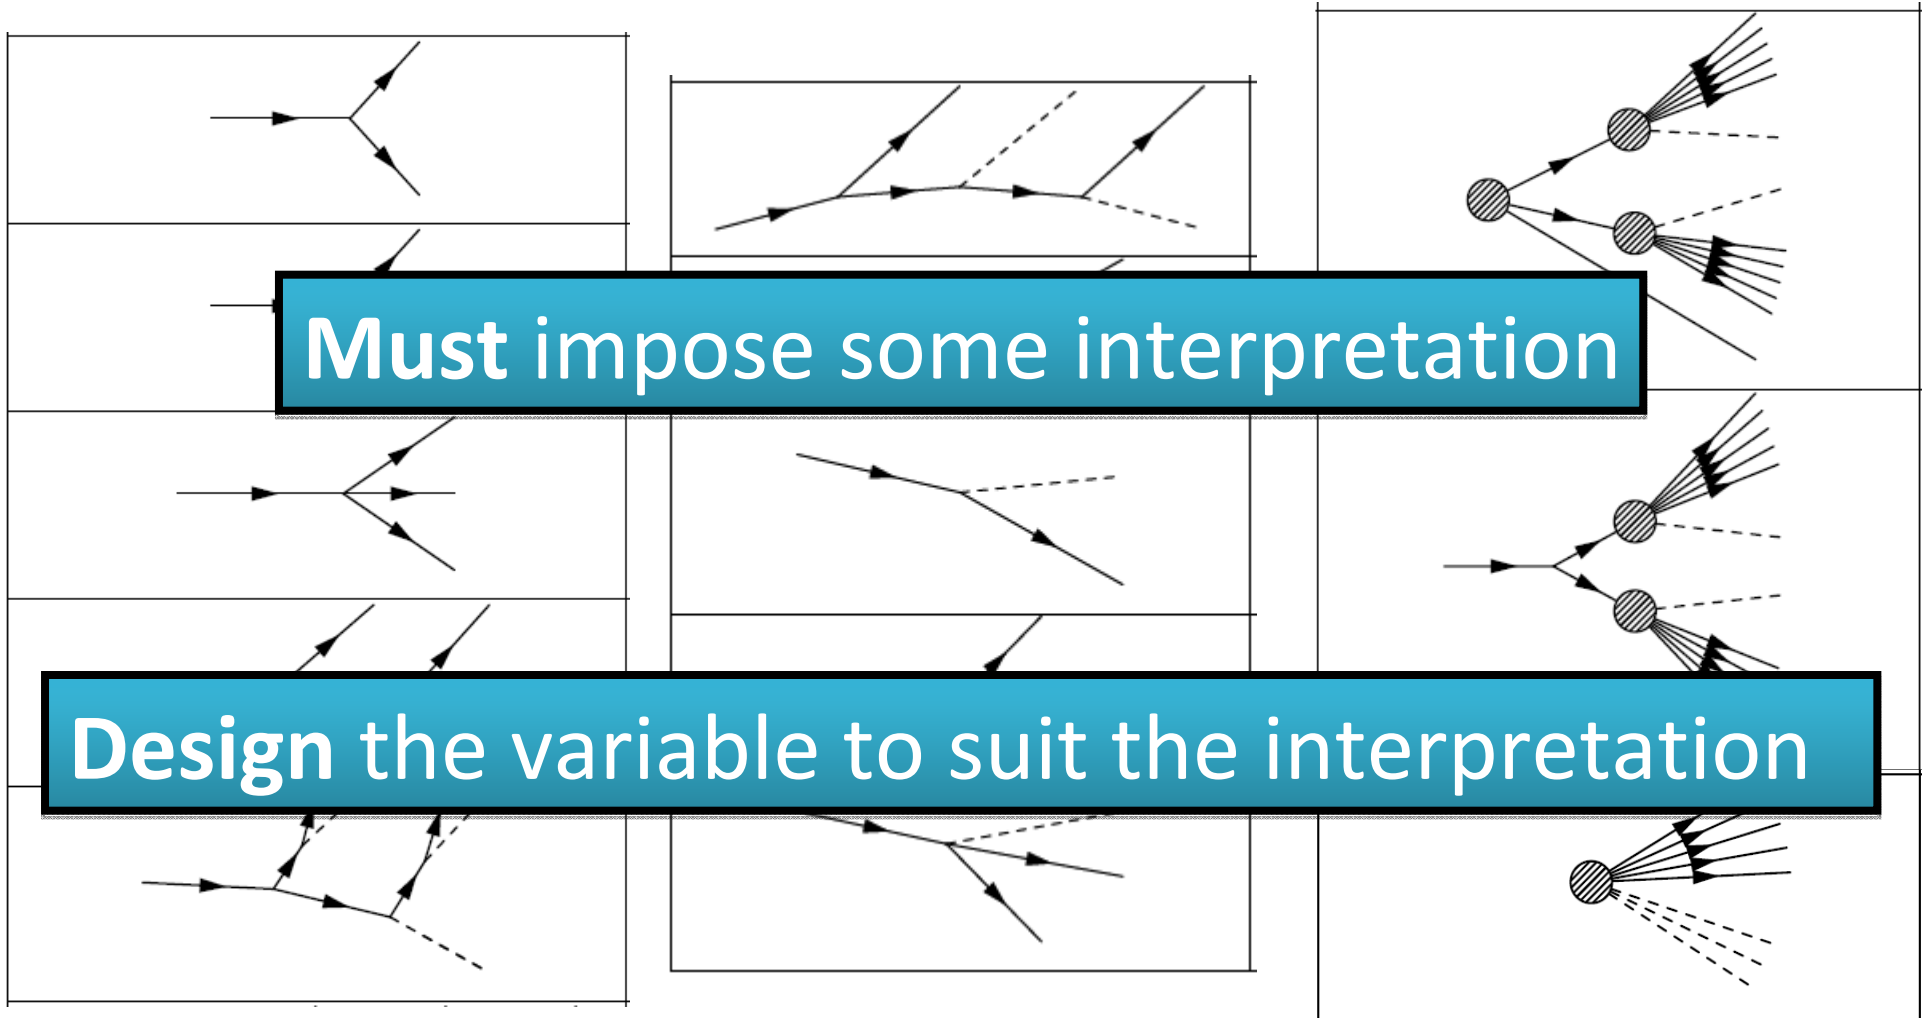 Must impose some interpretation
Design the variable to suit the interpretation